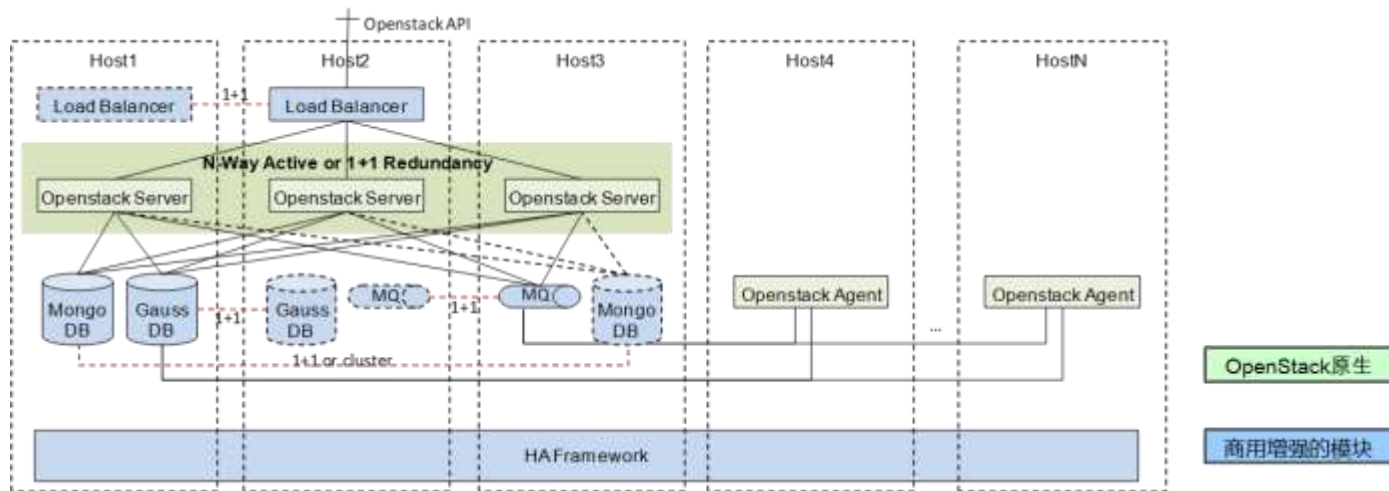 Openstack API
Host1
Host2
Host3
Host4
HostN
Load Balancer
1+1
Load Balancer
N-Way Active or 1+1 Redundancy
Openstack Server
Openstack Server
Openstack Server
Mongo
DB
Gauss
DB
1+1
Gauss
DB
MQ
1+1
MQ
Mongo
DB
Openstack Agent
...
Openstack Agent
1+1 or cluster
OpenStack原生
商用增强的模块
HA Framework